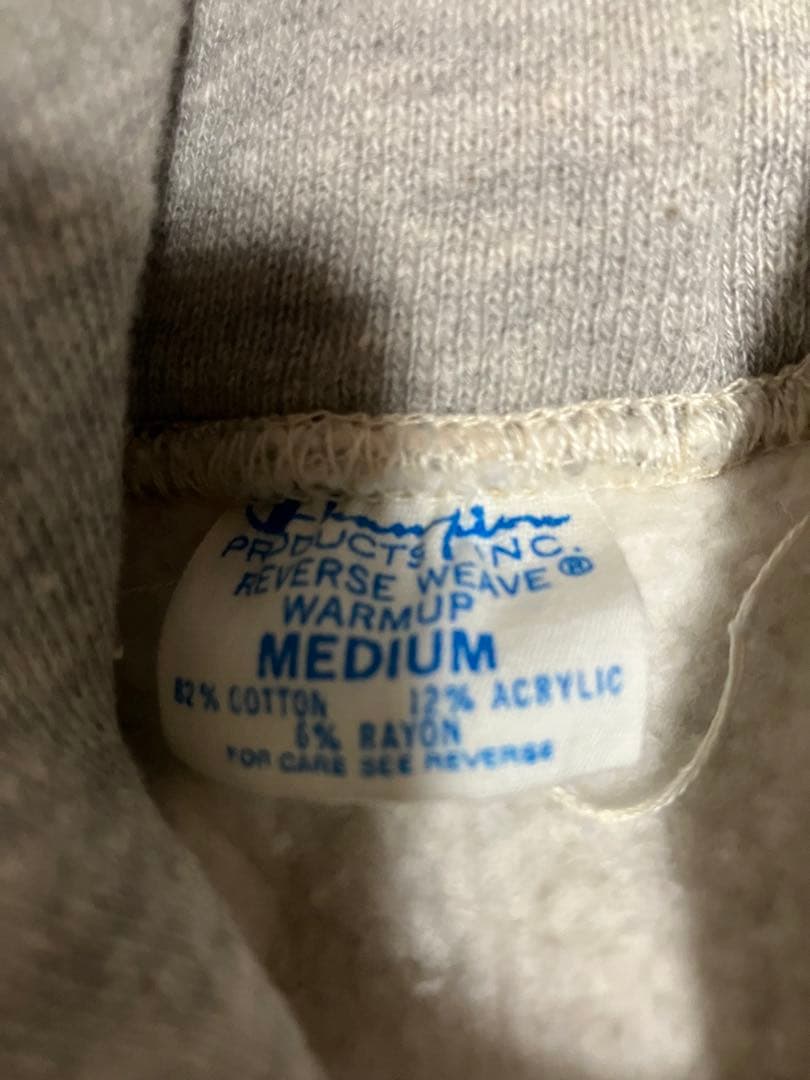 Champion
PRODUCTS, INC.
REVERSE WEAVE®
WARMUP
MEDIUM
82% COTTON 12% ACRYLIC
6% RAYON
FOR CARE SEE REVERSE